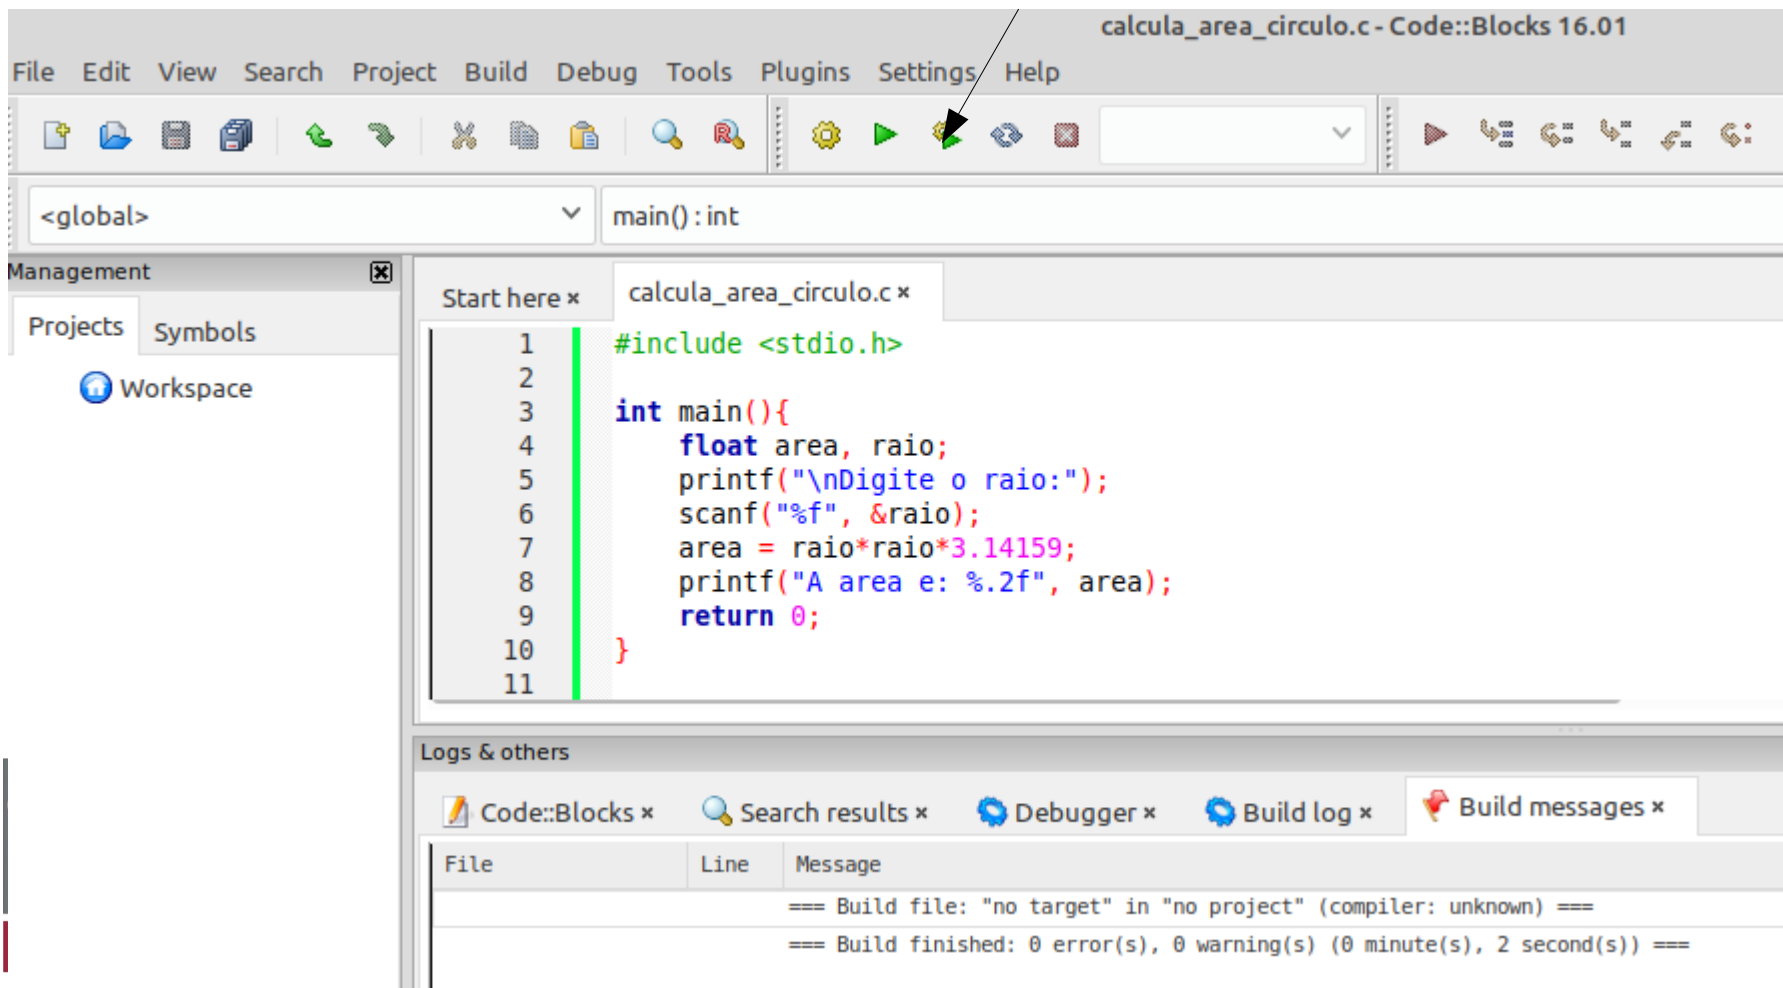 calcula_area_circulo.c - Code::Blocks 16.01
File Edit View Search Project Build Debug Tools Plugins Settings Help
<global> main() : int
Management
Projects Symbols
Workspace
Start here × calcula_area_circulo.c ×
1 #include <stdio.h>
2
3 int main(){
4     float area, raio;
5     printf("\nDigite o raio:");
6     scanf("%f", &raio);
7     area = raio*raio*3.14159;
8     printf("A area e: %.2f", area);
9     return 0;
10 }
11
Logs & others
Code::Blocks × Search results × Debugger × Build log × Build messages ×
File Line Message
=== Build file: "no target" in "no project" (compiler: unknown) ===
=== Build finished: 0 error(s), 0 warning(s) (0 minute(s), 2 second(s)) ===